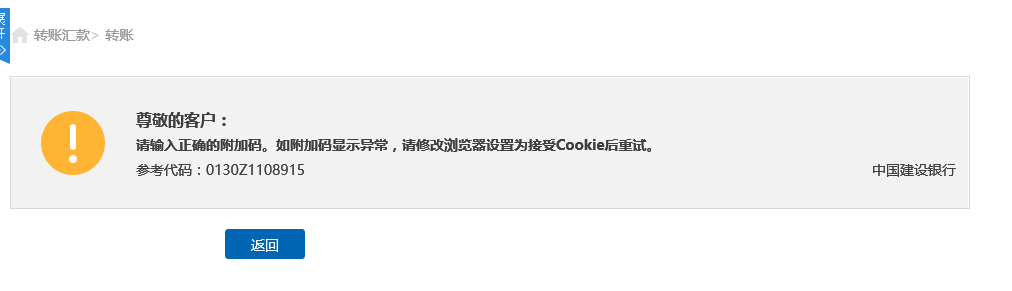 展开
转账汇款> 转账
尊敬的客户：
请输入正确的附加码。如附加码显示异常，请修改浏览器设置为接受Cookie后重试。
参考代码：0130Z1108915
中国建设银行
返回